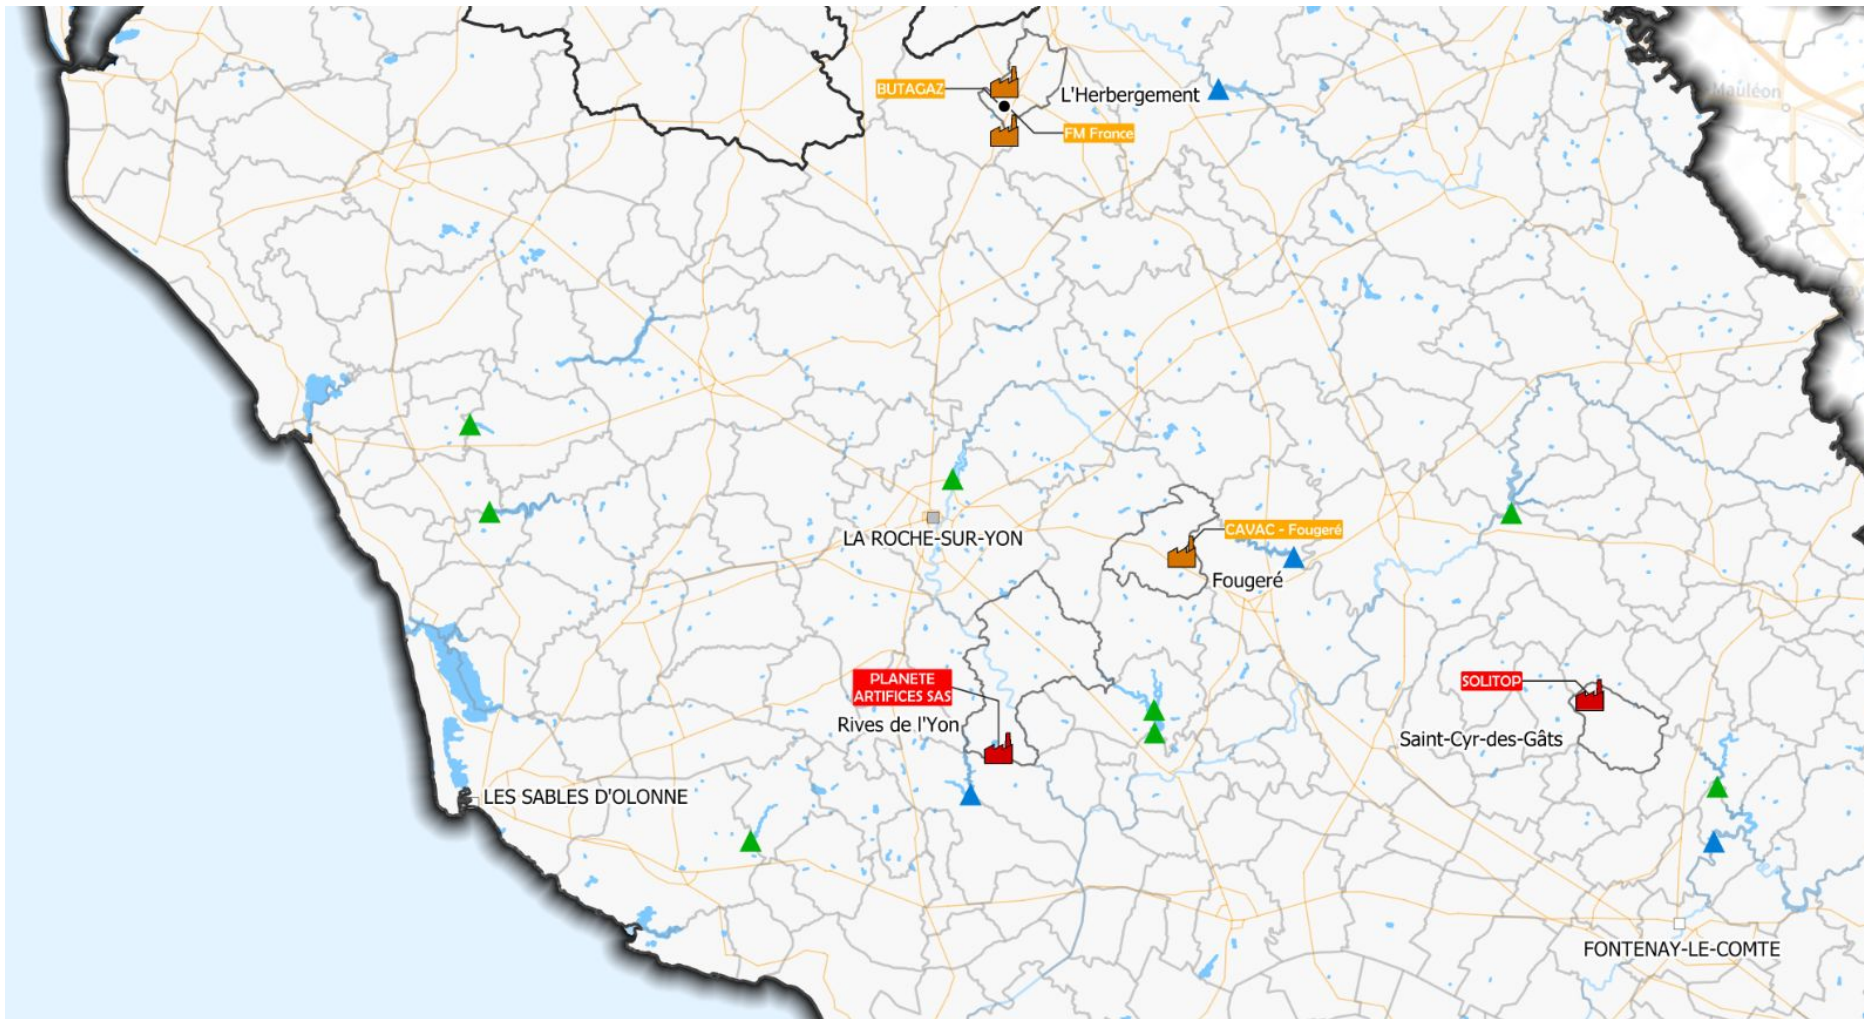 BUTAGAZ
L'Herbergement
Mauléon
FM France
LA ROCHE-SUR-YON
CAVAC - Fougeré
Fougeré
PLANETE
ARTIFICES SAS
SOLITOP
Rives de l'Yon
Saint-Cyr-des-Gâts
LES SABLES D'OLONNE
FONTENAY-LE-COMTE